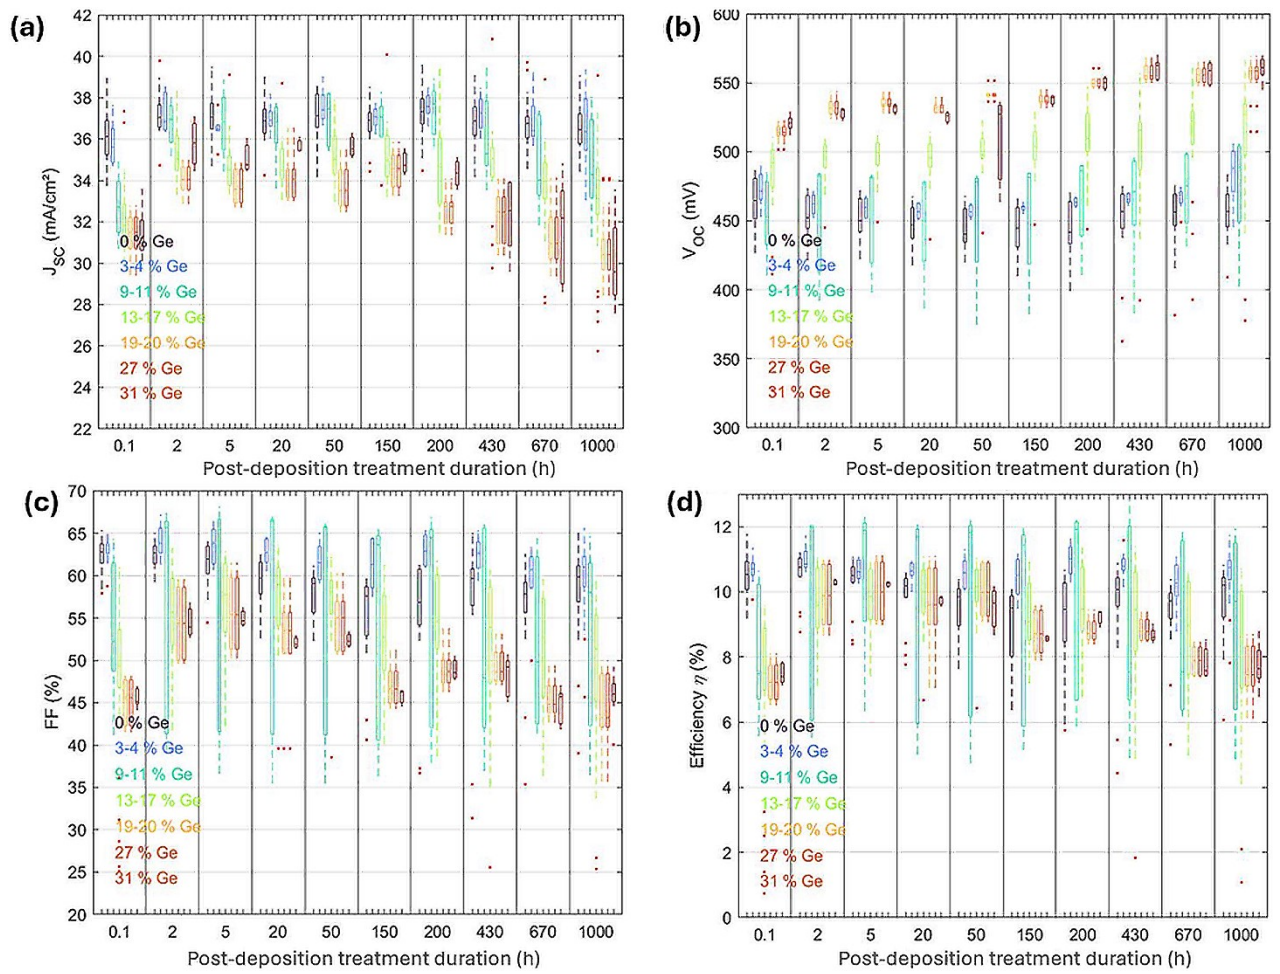 (a)
42
40
38
36
34
32
30
28
26
24
22
J_SC (mA/cm²)
0 % Ge
3-4 % Ge
9-11 % Ge
13-17 % Ge
19-20 % Ge
27 % Ge
31 % Ge
0.1 2 5 20 50 150 200 430 670 1000
Post-deposition treatment duration (h)
(b)
600
550
500
450
400
350
300
V_OC (mV)
0 % Ge
3-4 % Ge
9-11 % Ge
13-17 % Ge
19-20 % Ge
27 % Ge
31 % Ge
0.1 2 5 20 50 150 200 430 670 1000
Post-deposition treatment duration (h)
(c)
70
65
60
55
50
45
40
35
30
25
20
FF (%)
0 % Ge
3-4 % Ge
9-11 % Ge
13-17 % Ge
19-20 % Ge
27 % Ge
31 % Ge
0.1 2 5 20 50 150 200 430 670 1000
Post-deposition treatment duration (h)
(d)
12
10
8
6
4
2
0
Efficiency η (%)
0 % Ge
3-4 % Ge
9-11 % Ge
13-17 % Ge
19-20 % Ge
27 % Ge
31 % Ge
0.1 2 5 20 50 150 200 430 670 1000
Post-deposition treatment duration (h)